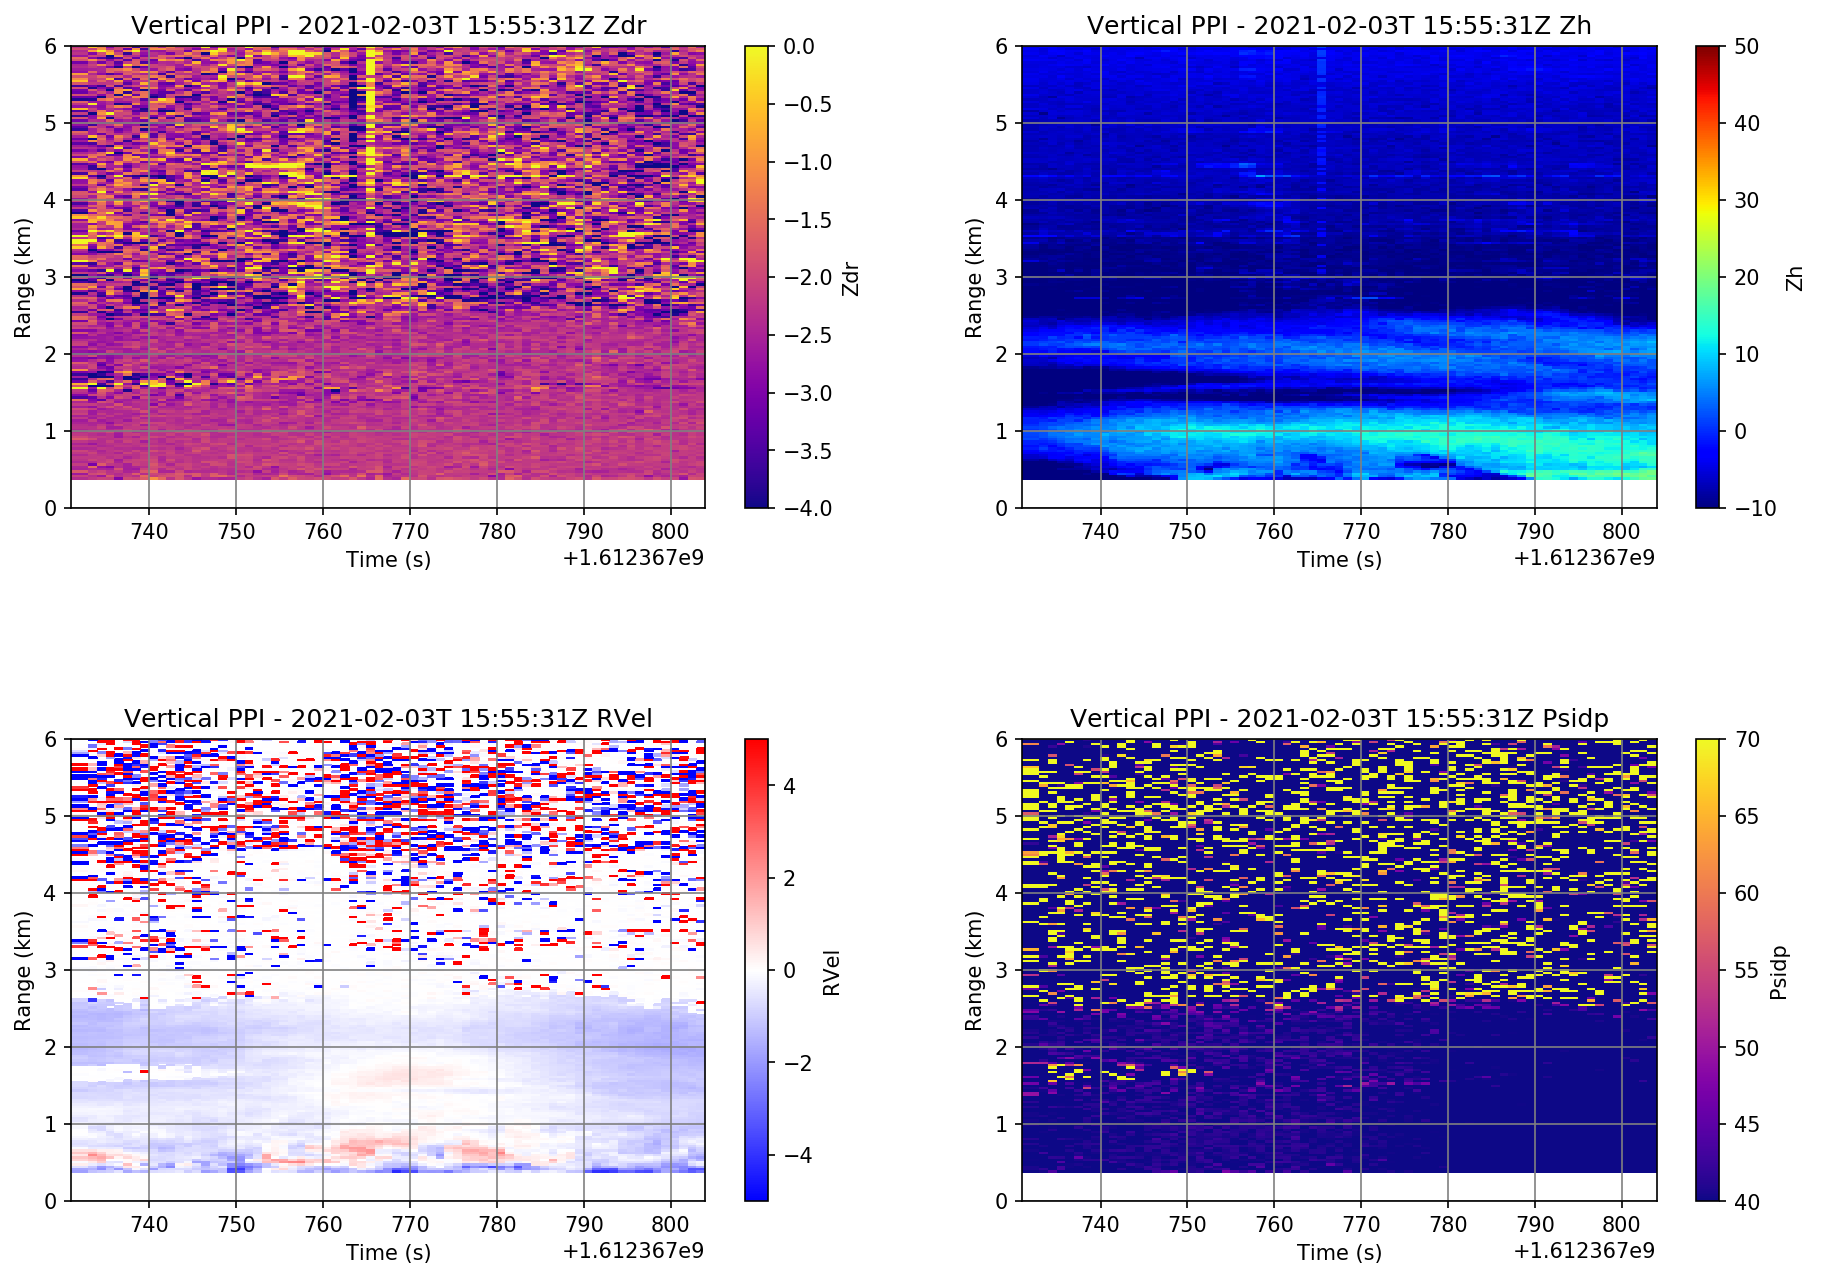 Vertical PPI - 2021-02-03T 15:55:31Z Zdr
6
5
4
3
2
1
0
Range (km)
740 750 760 770 780 790 800
Time (s)
+1.612367e9
0.0
−0.5
−1.0
−1.5
−2.0
−2.5
−3.0
−3.5
−4.0
Zdr
Vertical PPI - 2021-02-03T 15:55:31Z Zh
6
5
4
3
2
1
0
Range (km)
740 750 760 770 780 790 800
Time (s)
+1.612367e9
50
40
30
20
10
0
−10
Zh
Vertical PPI - 2021-02-03T 15:55:31Z RVel
6
5
4
3
2
1
0
Range (km)
740 750 760 770 780 790 800
Time (s)
+1.612367e9
4
2
0
−2
−4
RVel
Vertical PPI - 2021-02-03T 15:55:31Z Psidp
6
5
4
3
2
1
0
Range (km)
740 750 760 770 780 790 800
Time (s)
+1.612367e9
70
65
60
55
50
45
40
Psidp